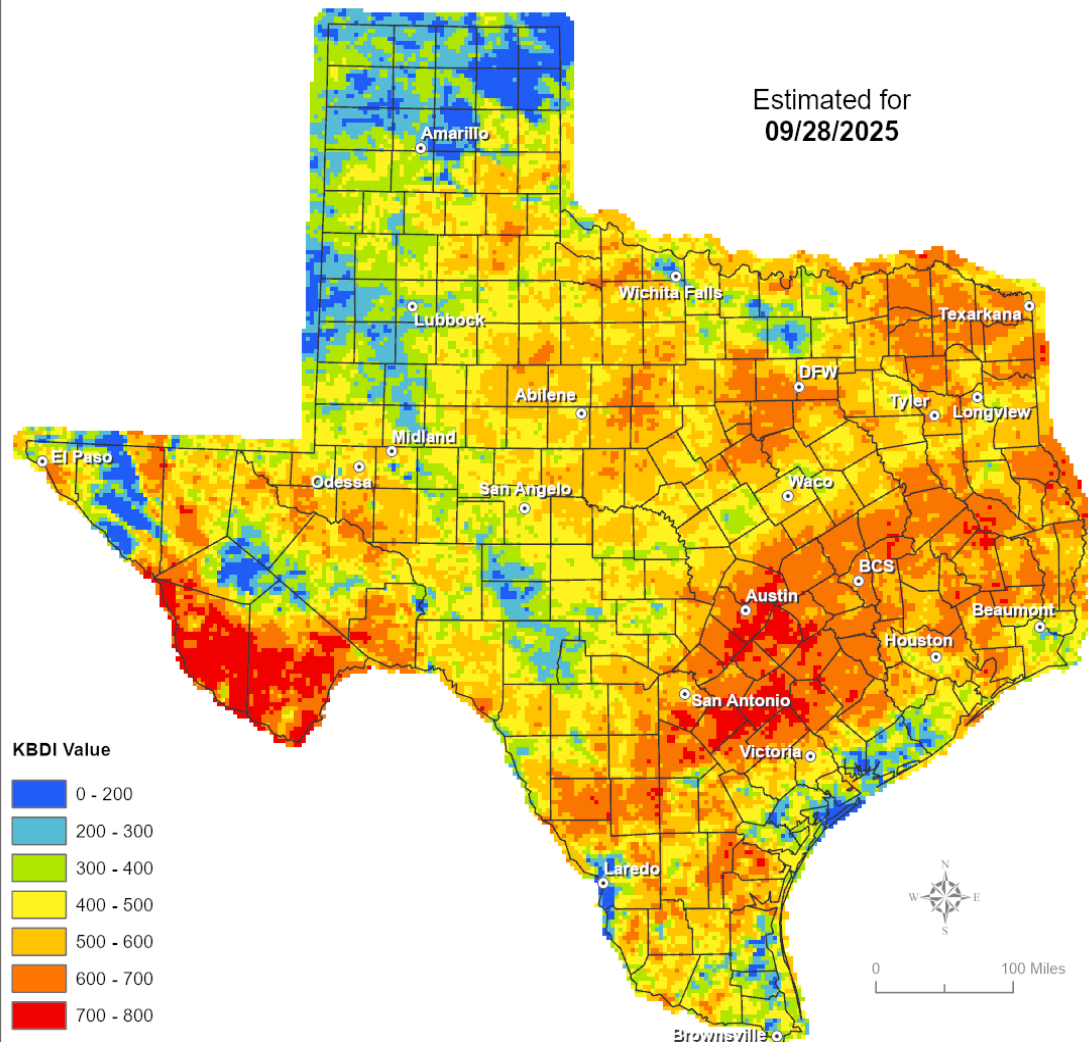 Estimated for
09/28/2025
Amarillo
Wichita Falls
Lubbock
Texarkana
DFW
Abilene
Tyler
Longview
Midland
El Paso
Odessa
San Angelo
Waco
BCS
Austin
Beaumont
Houston
San Antonio
Victoria
Laredo
Brownsville
KBDI Value
0 - 200
200 - 300
300 - 400
400 - 500
500 - 600
600 - 700
700 - 800
N
W E
S
0 100 Miles